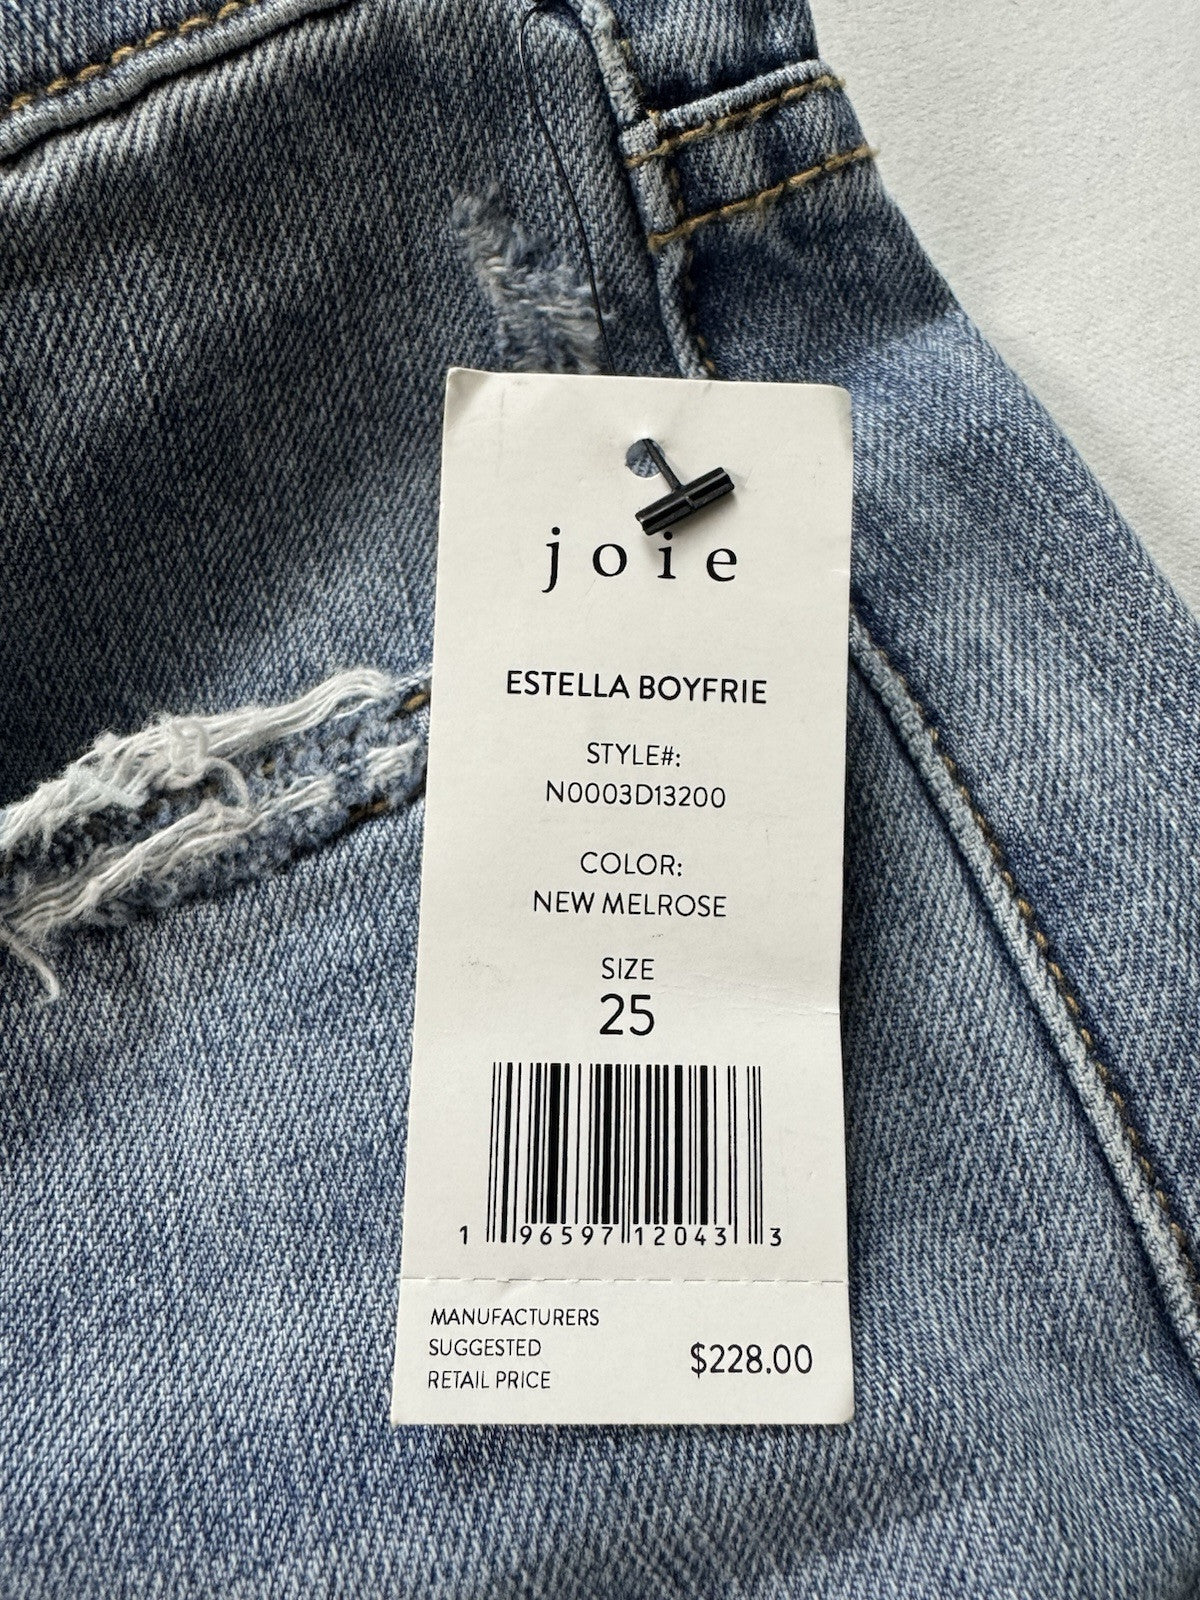 joie
ESTELLA BOYFRIE
STYLE#:
N0003D13200
COLOR:
NEW MELROSE
SIZE
25
1 96597 12043 3
MANUFACTURERS
SUGGESTED
RETAIL PRICE
$228.00